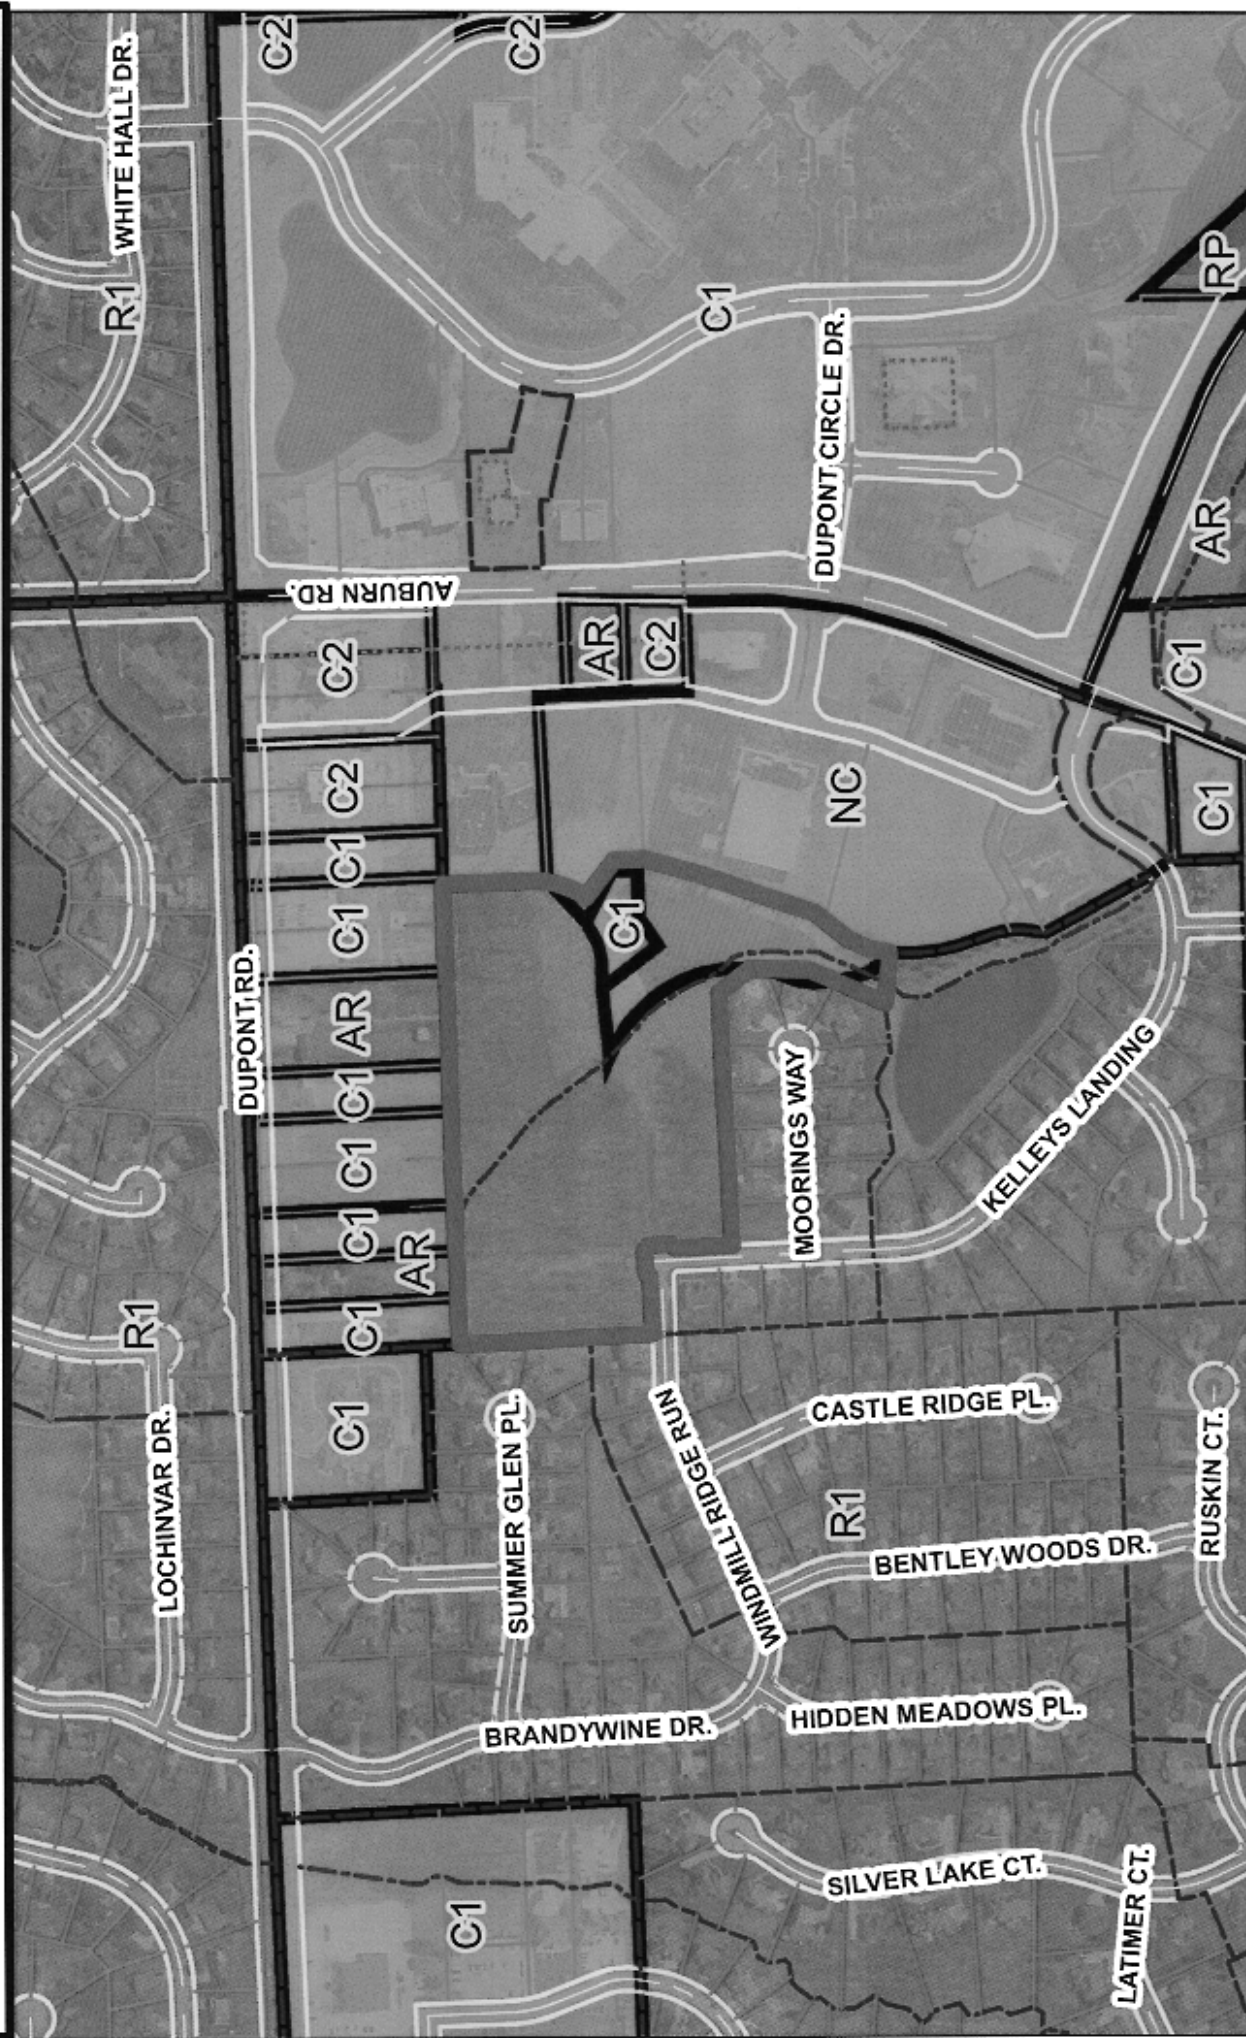 C2
C2
WHITE HALL DR.
R1
C1
RP
DUPONT CIRCLE DR.
AUBURN RD.
AR
C2
AR
C2
C1
C2
NC
C1
C1
C1
C1
DUPONT RD.
AR
C1
MOORINGS WAY
KELLEYS LANDING
C1
C1
AR
R1
C1
C1
LOCHINVAR DR.
SUMMER GLEN PL.
WINDMILL RIDGE RUN
CASTLE RIDGE PL.
R1
RUSKIN CT.
BENTLEY WOODS DR.
BRANDYWINE DR.
HIDDEN MEADOWS PL.
SILVER LAKE CT.
LATIMER CT.
C1